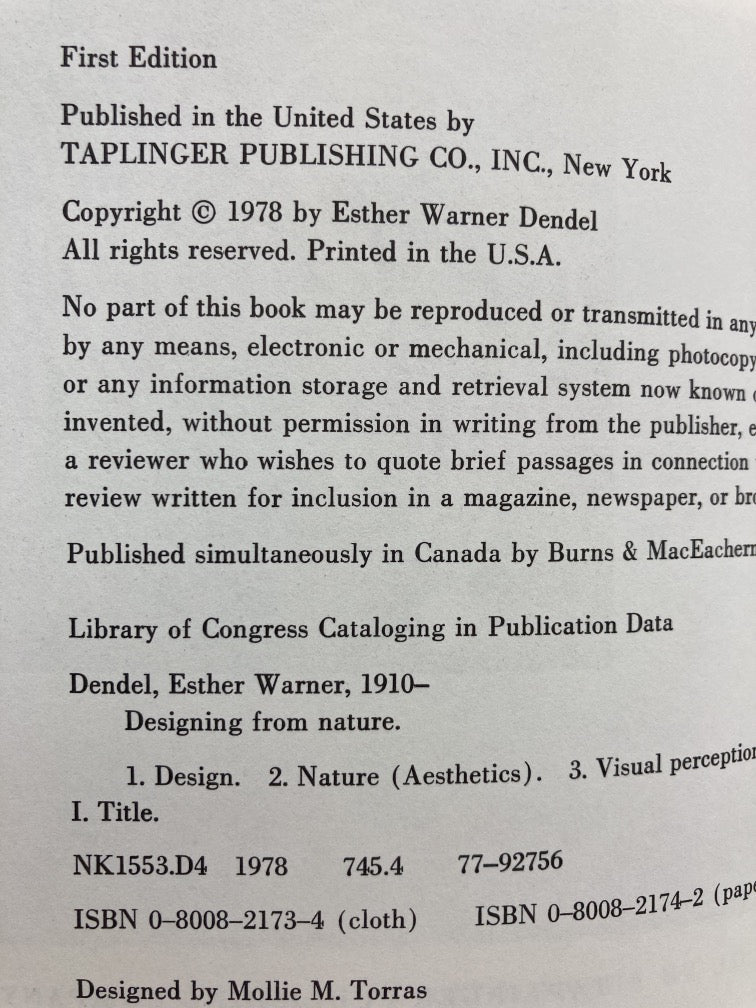 First Edition
Published in the United States by
TAPLINGER PUBLISHING CO., INC., New York
Copyright © 1978 by Esther Warner Dendel
All rights reserved. Printed in the U.S.A.
No part of this book may be reproduced or transmitted in any
by any means, electronic or mechanical, including photocopy
or any information storage and retrieval system now known
invented, without permission in writing from the publisher,
a reviewer who wishes to quote brief passages in connection
review written for inclusion in a magazine, newspaper, or
Published simultaneously in Canada by Burns & MacEachern
Library of Congress Cataloging in Publication Data
Dendel, Esther Warner, 1910–
Designing from nature.
1. Design. 2. Nature (Aesthetics). 3. Visual perception
I. Title.
NK1553.D4 1978 745.4 77–92756
ISBN 0–8008–2173–4 (cloth) ISBN 0–8008–2174–2 (pape
Designed by Mollie M. Torras